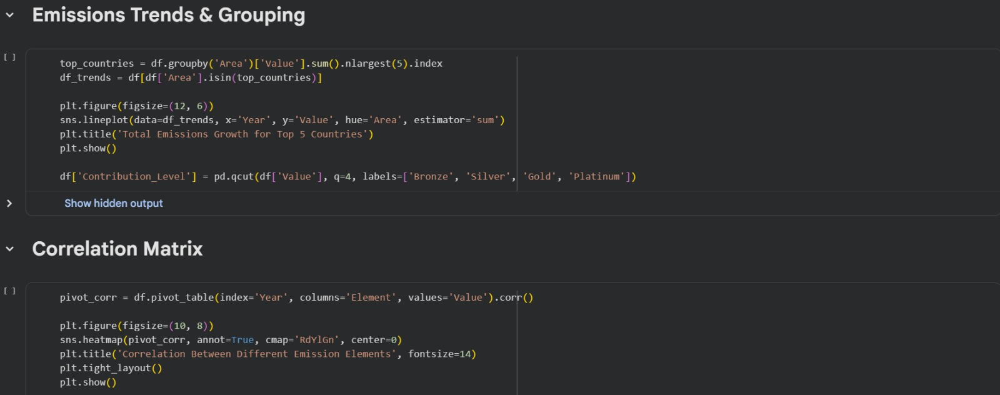 Emissions Trends & Grouping
[ ]
top_countries = df.groupby('Area')['Value'].sum().nlargest(5).index
df_trends = df[df['Area'].isin(top_countries)]
plt.figure(figsize=(12, 6))
sns.lineplot(data=df_trends, x='Year', y='Value', hue='Area', estimator='sum')
plt.title('Total Emissions Growth for Top 5 Countries')
plt.show()
df['Contribution_Level'] = pd.qcut(df['Value'], q=4, labels=['Bronze', 'Silver', 'Gold', 'Platinum'])
Show hidden output
Correlation Matrix
[ ]
pivot_corr = df.pivot_table(index='Year', columns='Element', values='Value').corr()
plt.figure(figsize=(10, 8))
sns.heatmap(pivot_corr, annot=True, cmap='RdYlGn', center=0)
plt.title('Correlation Between Different Emission Elements', fontsize=14)
plt.tight_layout()
plt.show()